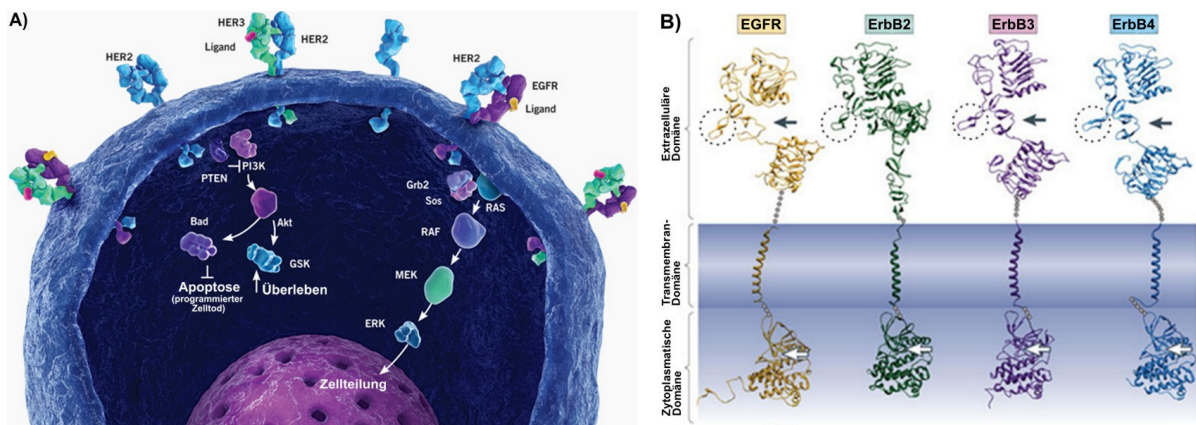 A)
HER3
Ligand
HER2
HER2
HER2
EGFR
Ligand
PTEN
PI3K
Akt
Bad
GSK
Apoptose
(programmierter
Zelltod)
Überleben
Grb2
Sos
RAS
RAF
MEK
ERK
Zellteilung
B)
EGFR
ErbB2
ErbB3
ErbB4
Extrazelluläre
Domäne
Transmembran-
Domäne
Zytoplasmatische
Domäne